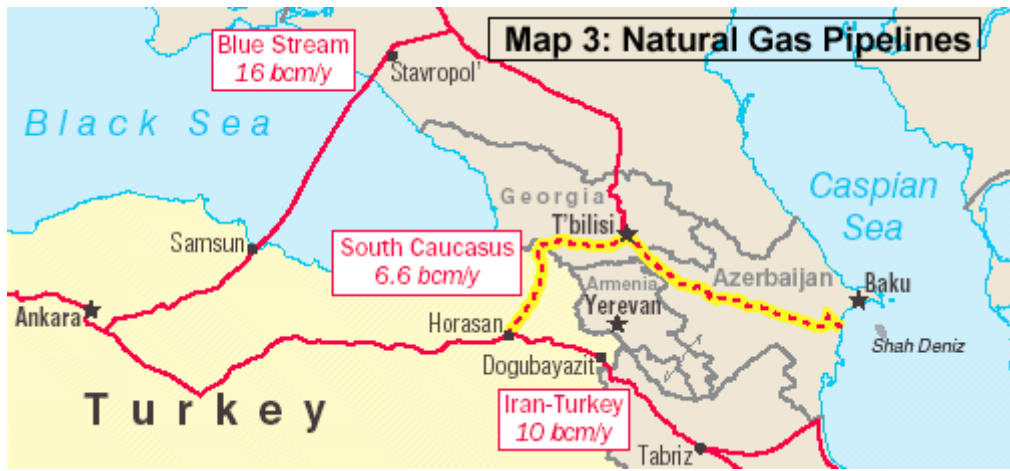 Map 3: Natural Gas Pipelines
Blue Stream
16 bcm/y
Stavropol'
Black Sea
Caspian
Sea
Georgia
T'bilisi
Samsun
South Caucasus
6.6 bcm/y
Azerbaijan
Armenia
Yerevan
Baku
Ankara
Horasan
Shah Deniz
Dogubayazit
Turkey
Iran-Turkey
10 bcm/y
Tabriz